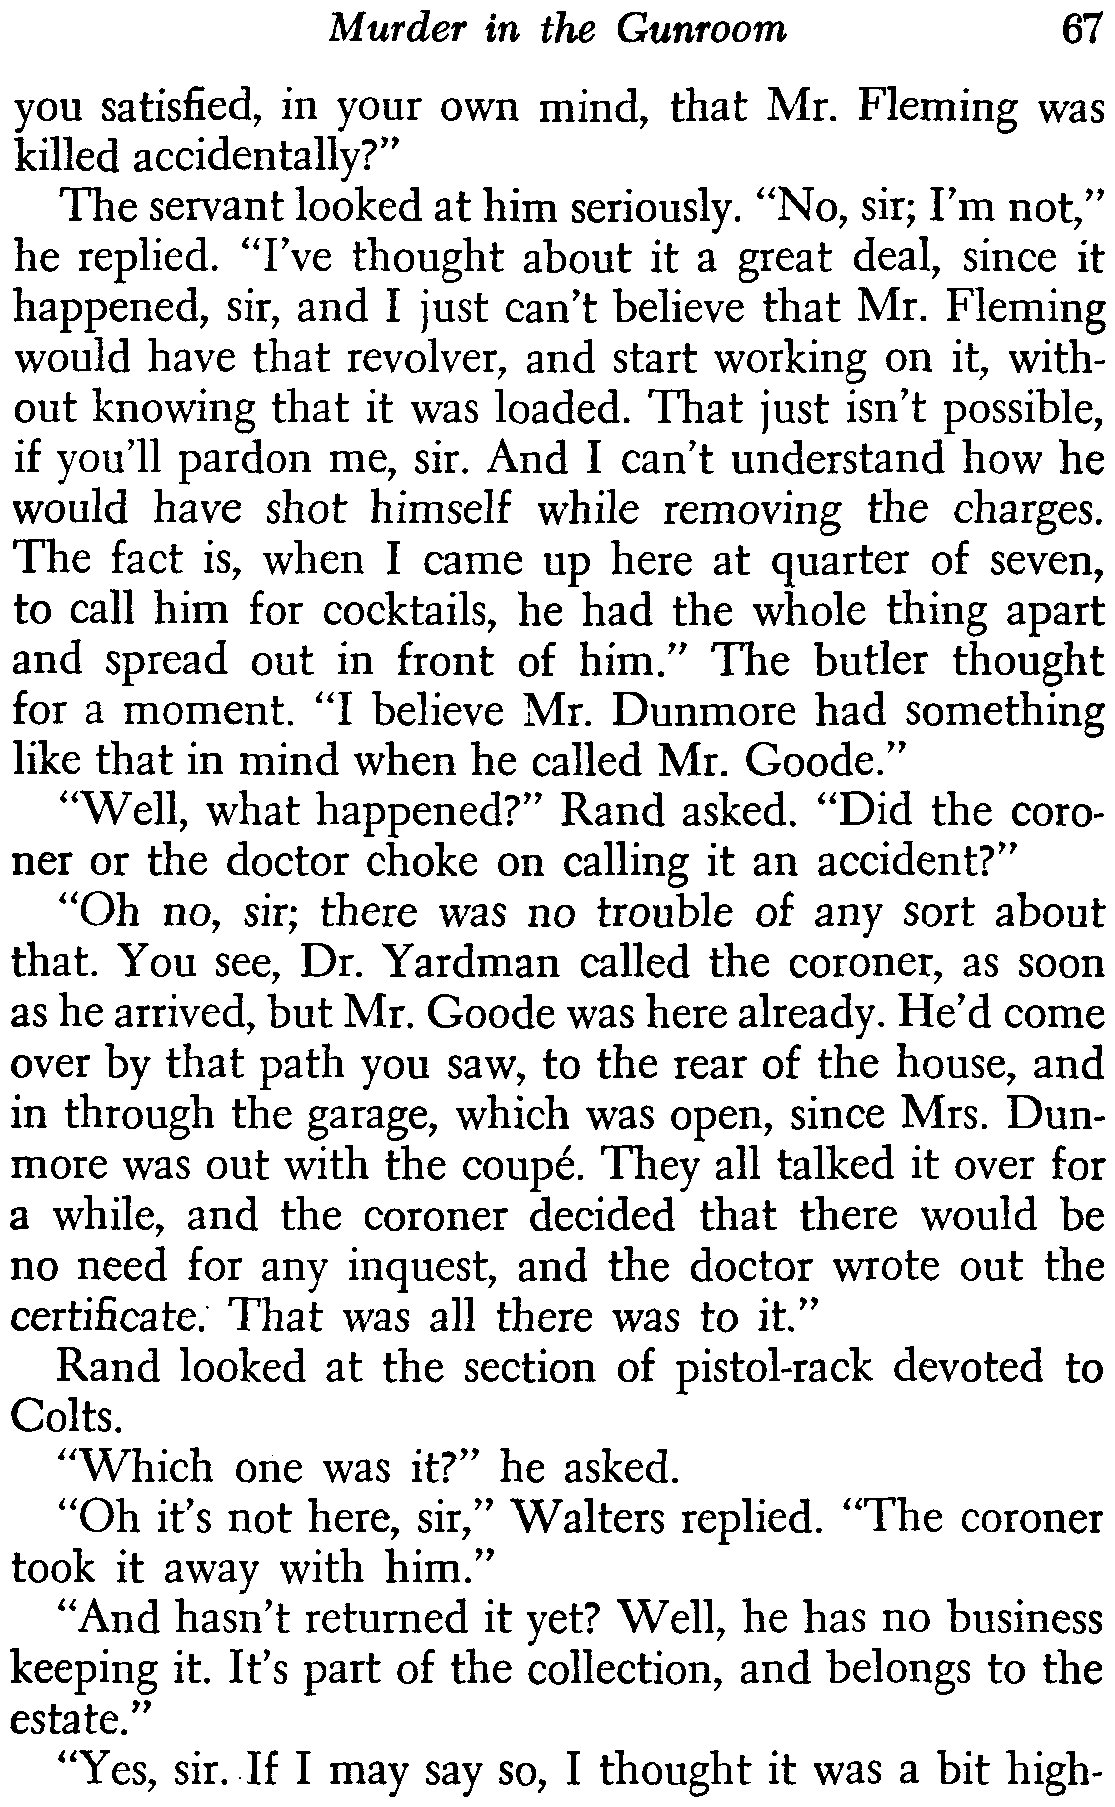 Murder in the Gunroom 67
you satisfied, in your own mind, that Mr. Fleming was
killed accidentally?"
The servant looked at him seriously. "No, sir; I'm not,"
he replied. "I've thought about it a great deal, since it
happened, sir, and I just can't believe that Mr. Fleming
would have that revolver, and start working on it, with-
out knowing that it was loaded. That just isn't possible,
if you'll pardon me, sir. And I can't understand how he
would have shot himself while removing the charges.
The fact is, when I came up here at quarter of seven,
to call him for cocktails, he had the whole thing apart
and spread out in front of him." The butler thought
for a moment. "I believe Mr. Dunmore had something
like that in mind when he called Mr. Goode."
"Well, what happened?" Rand asked. "Did the coro-
ner or the doctor choke on calling it an accident?"
"Oh no, sir; there was no trouble of any sort about
that. You see, Dr. Yardman called the coroner, as soon
as he arrived, but Mr. Goode was here already. He'd come
over by that path you saw, to the rear of the house, and
in through the garage, which was open, since Mrs. Dun-
more was out with the coupé. They all talked it over for
a while, and the coroner decided that there would be
no need for any inquest, and the doctor wrote out the
certificate. That was all there was to it."
Rand looked at the section of pistol-rack devoted to
Colts.
"Which one was it?" he asked.
"Oh it's not here, sir," Walters replied. "The coroner
took it away with him."
"And hasn't returned it yet? Well, he has no business
keeping it. It's part of the collection, and belongs to the
estate."
"Yes, sir. If I may say so, I thought it was a bit high-